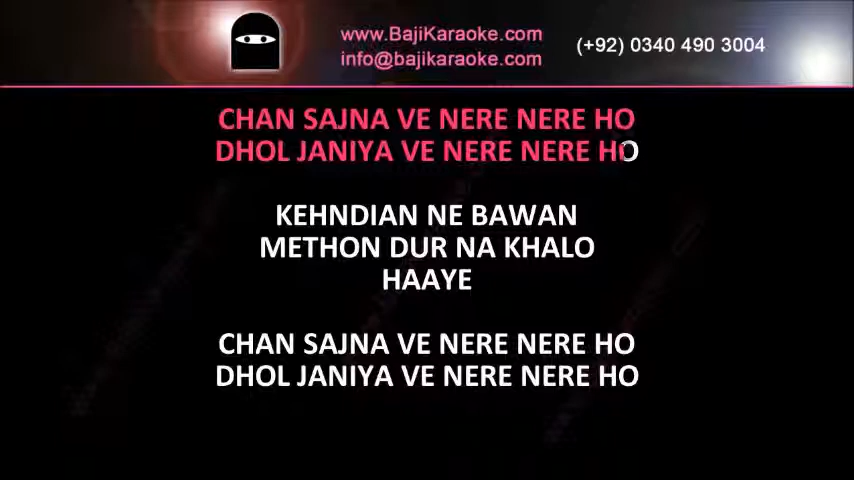 www.BajiKaraoke.com
info@bajikaraoke.com
(+92) 0340 490 3004
CHAN SAJNA VE NERE NERE HO
DHOL JANIYA VE NERE NERE HO
KEHNDIAN NE BAWAN
METHON DUR NA KHALO
HAAYE
CHAN SAJNA VE NERE NERE HO
DHOL JANIYA VE NERE NERE HO